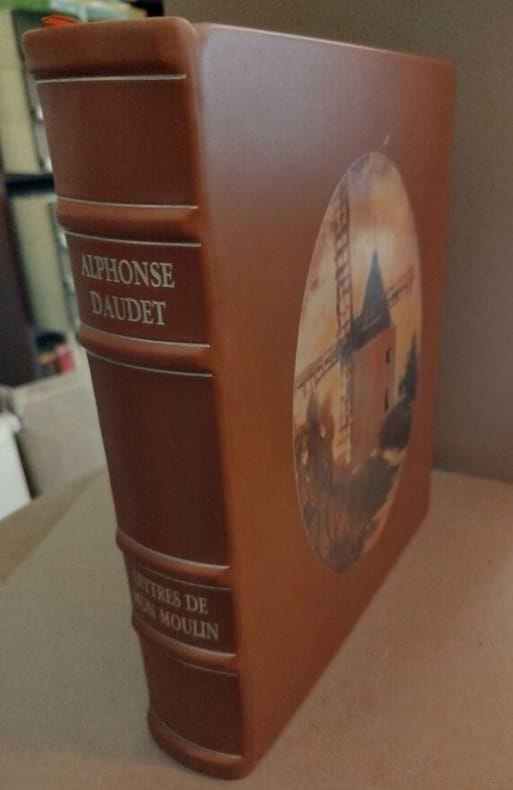 ALPHONSE
DAUDET
LETTRES DE
MON MOULIN